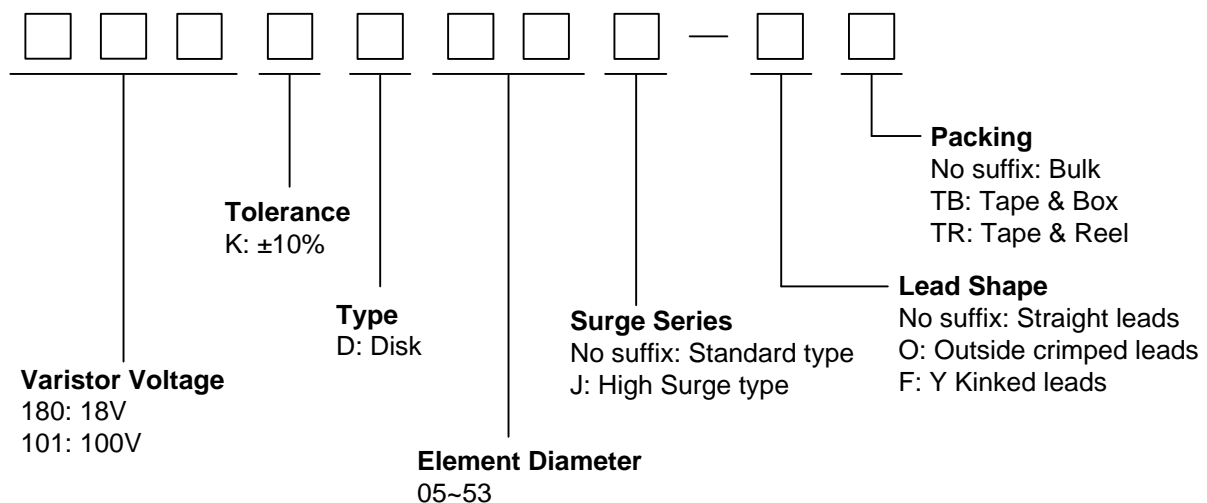 Packing
No suffix: Bulk
TB: Tape & Box
TR: Tape & Reel
Tolerance
K: ±10%
Lead Shape
No suffix: Straight leads
O: Outside crimped leads
F: Y Kinked leads
Type
D: Disk
Surge Series
No suffix: Standard type
J: High Surge type
Varistor Voltage
180: 18V
101: 100V
Element Diameter
05~53